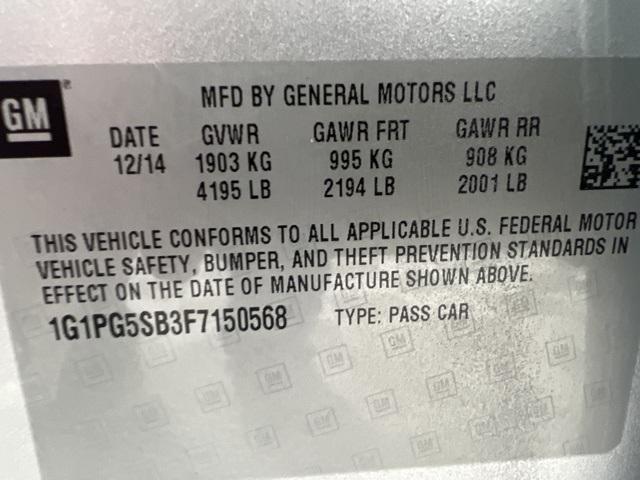 GM
MFD BY GENERAL MOTORS LLC
DATE GVWR GAWR FRT GAWR RR
12/14 1903 KG 995 KG 908 KG
4195 LB 2194 LB 2001 LB
THIS VEHICLE CONFORMS TO ALL APPLICABLE U.S. FEDERAL MOTOR
VEHICLE SAFETY, BUMPER, AND THEFT PREVENTION STANDARDS IN
EFFECT ON THE DATE OF MANUFACTURE SHOWN ABOVE.
1G1PG5SB3F7150568 TYPE: PASS CAR